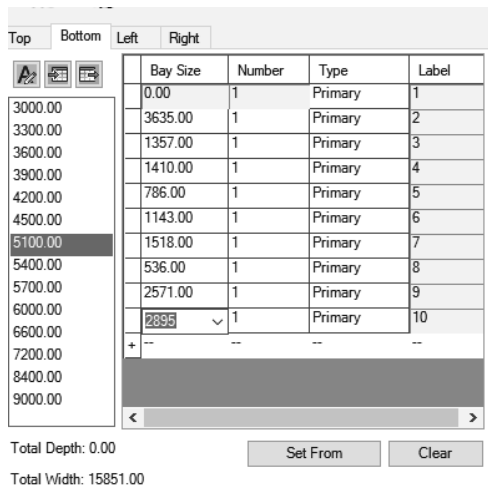 Top Bottom Left Right
Bay Size Number Type Label
0.00 1 Primary 1
3635.00 1 Primary 2
1357.00 1 Primary 3
1410.00 1 Primary 4
786.00 1 Primary 5
1143.00 1 Primary 6
1518.00 1 Primary 7
536.00 1 Primary 8
2571.00 1 Primary 9
2895 1 Primary 10
+ -- -- -- --
3000.00
3300.00
3600.00
3900.00
4200.00
4500.00
5100.00
5400.00
5700.00
6000.00
6600.00
7200.00
8400.00
9000.00
Total Depth: 0.00
Set From Clear
Total Width: 15851.00